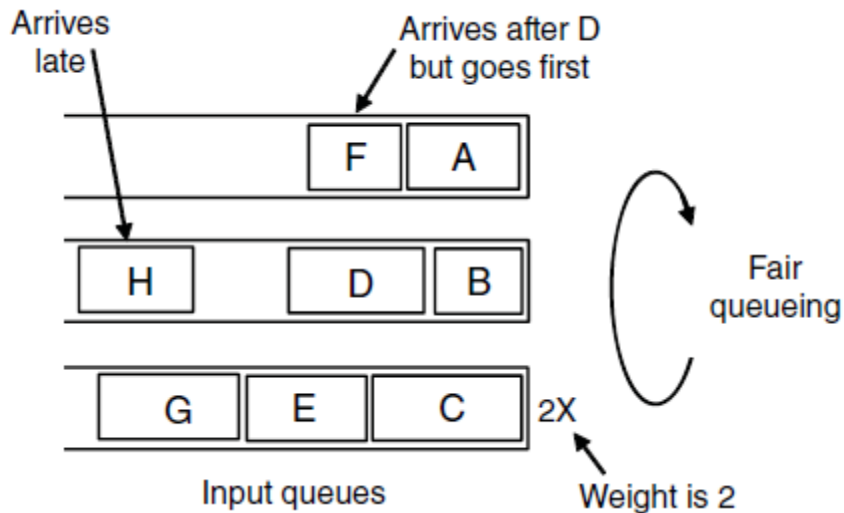 Arrives
late
Arrives after D
but goes first
F A
H D B
G E C 2X
Fair
queueing
Input queues
Weight is 2